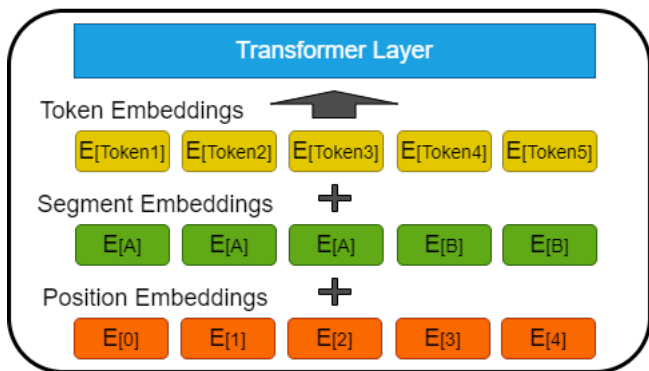 Transformer Layer
Token Embeddings
E[Token1] E[Token2] E[Token3] E[Token4] E[Token5]
+
Segment Embeddings
E[A] E[A] E[A] E[B] E[B]
+
Position Embeddings
E[0] E[1] E[2] E[3] E[4]